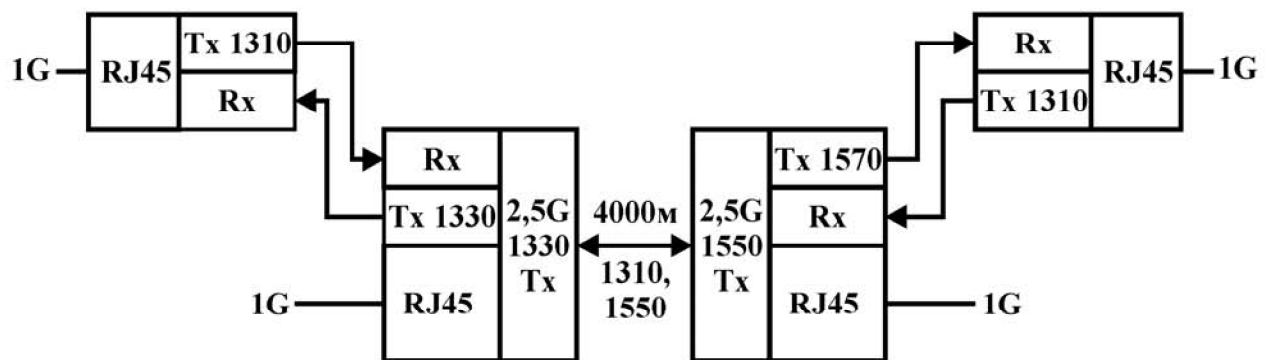 1G
RJ45
Tx 1310
Rx
Rx
Tx 1330
RJ45
2,5G
1330
Tx
1G
4000м
1310,
1550
2,5G
1550
Tx
Tx 1570
Rx
RJ45
1G
Rx
Tx 1310
RJ45
1G